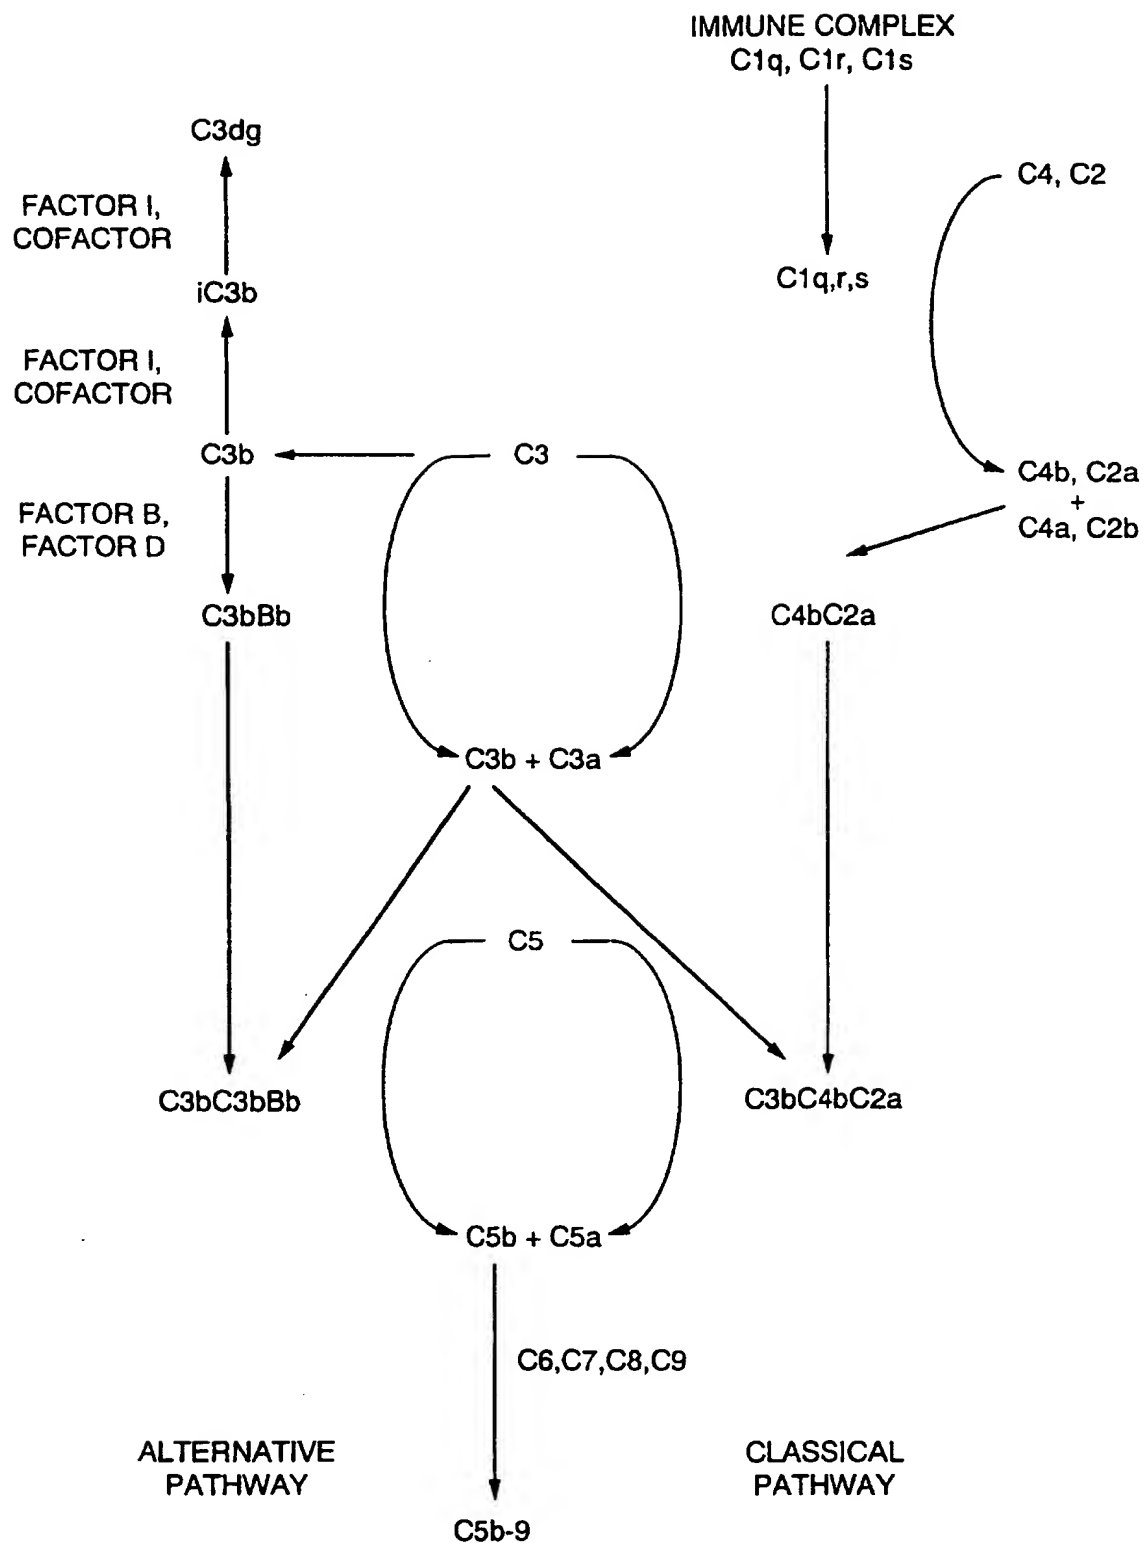 IMMUNE COMPLEX
C1q, C1r, C1s
C3dg
C4, C2
FACTOR I,
COFACTOR
C1q,r,s
iC3b
FACTOR I,
COFACTOR
C3b
C3
C4b, C2a
+
C4a, C2b
FACTOR B,
FACTOR D
C3bBb
C4bC2a
C3b + C3a
C5
C3bC3bBb
C3bC4bC2a
C5b + C5a
C6,C7,C8,C9
ALTERNATIVE
PATHWAY
CLASSICAL
PATHWAY
C5b-9